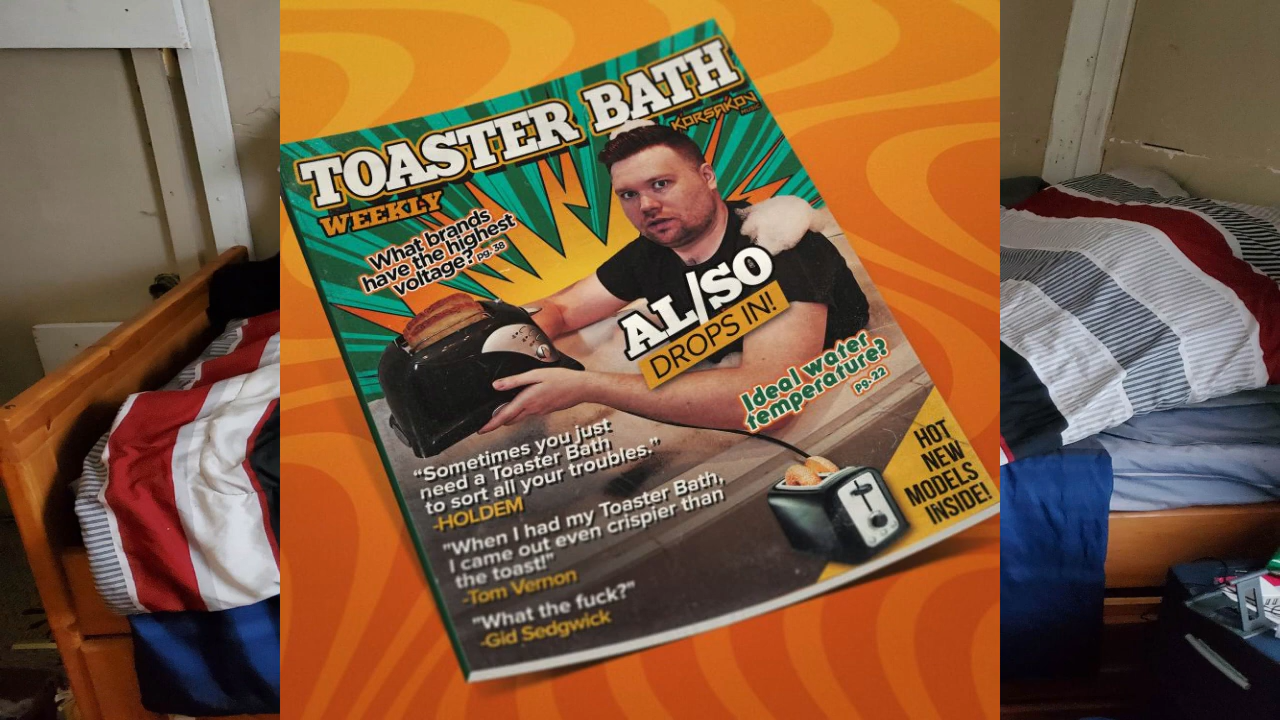 TOASTER BATH
WEEKLY
KORSAKOV
MUSIC
What brands
have the highest
voltage? pg. 38
AL/SO
DROPS IN!
Ideal water
temperature?
pg. 22
"Sometimes you just
need a Toaster Bath
to sort all your troubles."
-HOLDEM
"When I had my Toaster Bath,
I came out even crispier than
the toast!"
-Tom Vernon
"What the fuck?"
-Gid Sedgwick
HOT
NEW
MODELS
INSIDE!